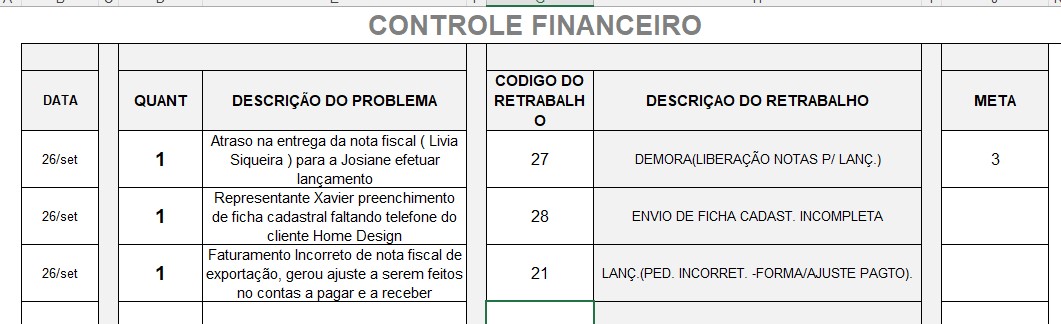 CONTROLE FINANCEIRO
DATA
QUANT
DESCRIÇÃO DO PROBLEMA
CODIGO DO
RETRABALH
O
DESCRIÇAO DO RETRABALHO
META
26/set
1
Atraso na entrega da nota fiscal ( Livia
Siqueira ) para a Josiane efetuar
lançamento
27
DEMORA(LIBERAÇÃO NOTAS P/ LANÇ.)
3
26/set
1
Representante Xavier preenchimento
de ficha cadastral faltando telefone do
cliente Home Design
28
ENVIO DE FICHA CADAST. INCOMPLETA
26/set
1
Faturamento Incorreto de nota fiscal de
exportação, gerou ajuste a serem feitos
no contas a pagar e a receber
21
LANÇ.(PED. INCORRET. -FORMA/AJUSTE PAGTO).